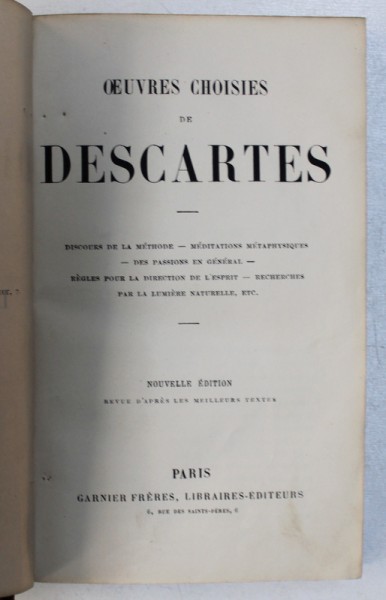 ŒUVRES CHOISIES
DE
DESCARTES
DISCOURS DE LA MÉTHODE — MÉDITATIONS MÉTAPHYSIQUES
— DES PASSIONS EN GÉNÉRAL —
RÈGLES POUR LA DIRECTION DE L'ESPRIT — RECHERCHES
PAR LA LUMIÈRE NATURELLE, ETC.
NOUVELLE ÉDITION
REVUE D'APRÈS LES MEILLEURS TEXTES
PARIS
GARNIER FRÈRES, LIBRAIRES-ÉDITEURS
6, RUE DES SAINTS-PÈRES, 6